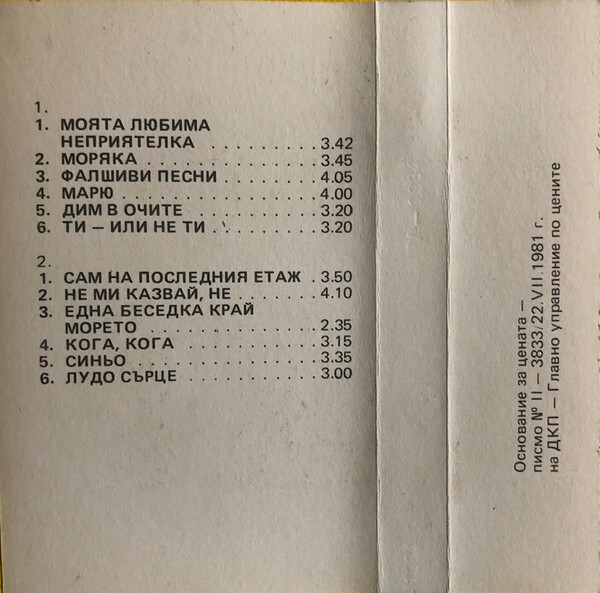 1.
1. МОЯТА ЛЮБИМА
НЕПРИЯТЕЛКА . . . . . . . . . 3.42
2. МОРЯКА . . . . . . . . . . . . . . 3.45
3. ФАЛШИВИ ПЕСНИ . . . . . . . . 4.05
4. МАРЮ . . . . . . . . . . . . . . . . 4.00
5. ДИМ В ОЧИТЕ . . . . . . . . . . 3.20
6. ТИ – ИЛИ НЕ ТИ . . . . . . . . . 3.20
2.
1. САМ НА ПОСЛЕДНИЯ ЕТАЖ . 3.50
2. НЕ МИ КАЗВАЙ, НЕ . . . . . . . 4.10
3. ЕДНА БЕСЕДКА КРАЙ
МОРЕТО . . . . . . . . . . . . . . 2.35
4. КОГА, КОГА . . . . . . . . . . . . 3.15
5. СИНЬО . . . . . . . . . . . . . . . 3.35
6. ЛУДО СЪРЦЕ . . . . . . . . . . . 3.00
Основание за цената –
писмо № II – 3833/22.VII.1981 г.
на ДКП – Главно управление по цените